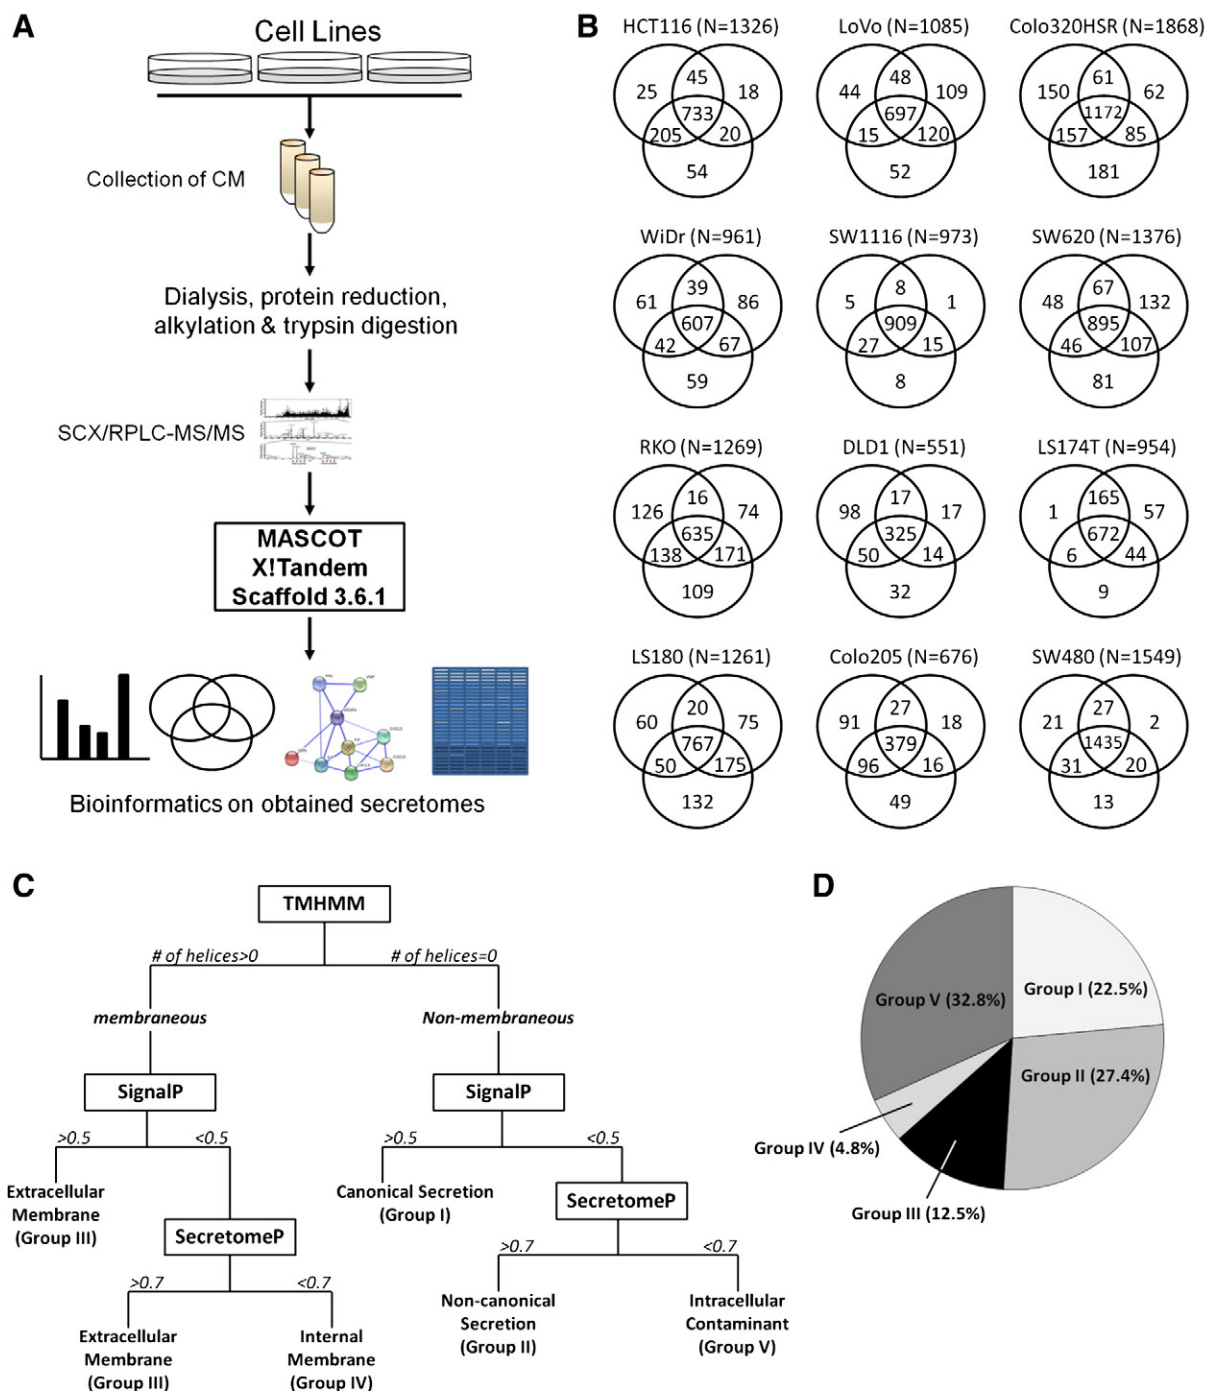 A
Cell Lines
Collection of CM
Dialysis, protein reduction,
alkylation & trypsin digestion
SCX/RPLC-MS/MS
MASCOT
X!Tandem
Scaffold 3.6.1
Bioinformatics on obtained secretomes
B
HCT116 (N=1326)
45
25
18
733
205
20
54
LoVo (N=1085)
48
44
109
697
15
120
52
Colo320HSR (N=1868)
61
150
62
1172
157
85
181
WiDr (N=961)
39
61
86
607
42
67
59
SW1116 (N=973)
8
5
1
909
27
15
8
SW620 (N=1376)
67
48
132
895
46
107
81
RKO (N=1269)
16
126
74
635
138
171
109
DLD1 (N=551)
17
98
17
325
50
14
32
LS174T (N=954)
165
1
57
672
6
44
9
LS180 (N=1261)
20
60
75
767
50
175
132
Colo205 (N=676)
27
91
18
379
96
16
49
SW480 (N=1549)
27
21
2
1435
31
20
13
C
TMHMM
# of helices>0
# of helices=0
membraneous
Non-membraneous
SignalP
SignalP
>0.5
<0.5
>0.5
<0.5
Extracellular
Membrane
(Group III)
SecretomeP
Canonical Secretion
(Group I)
SecretomeP
>0.7
<0.7
>0.7
<0.7
Extracellular
Membrane
(Group III)
Internal
Membrane
(Group IV)
Non-canonical
Secretion
(Group II)
Intracellular
Contaminant
(Group V)
D
Group V (32.8%)
Group I (22.5%)
Group II (27.4%)
Group IV (4.8%)
Group III (12.5%)